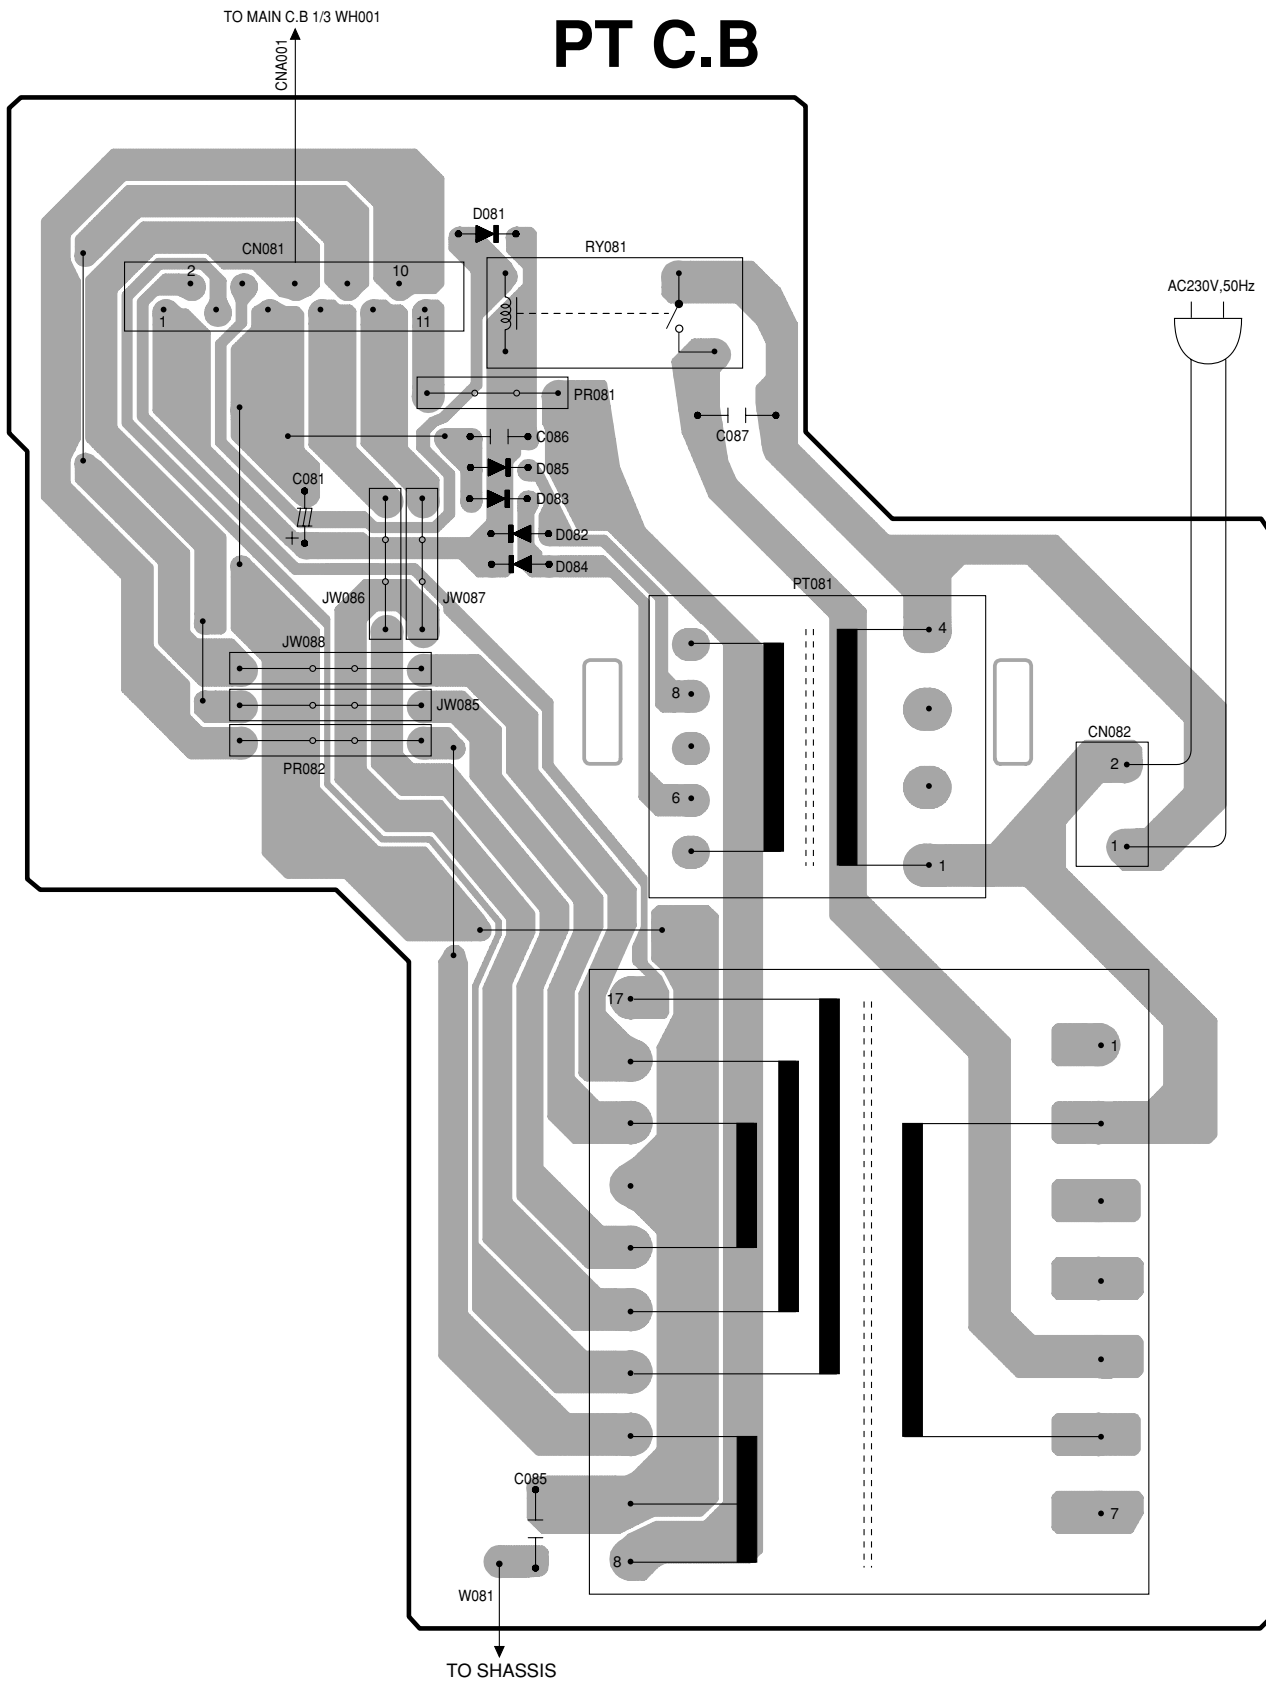 TO MAIN C.B 1/3 WH001
PT C.B
CNA001
D081
CN081
RY081
2
10
AC230V,50Hz
1
11
PR081
C086
C087
D085
C081
D083
+
D082
D084
PT081
JW086
JW087
4
JW088
8
JW085
CN082
2
PR082
6
1
1
17
1
C085
7
8
W081
TO SHASSIS